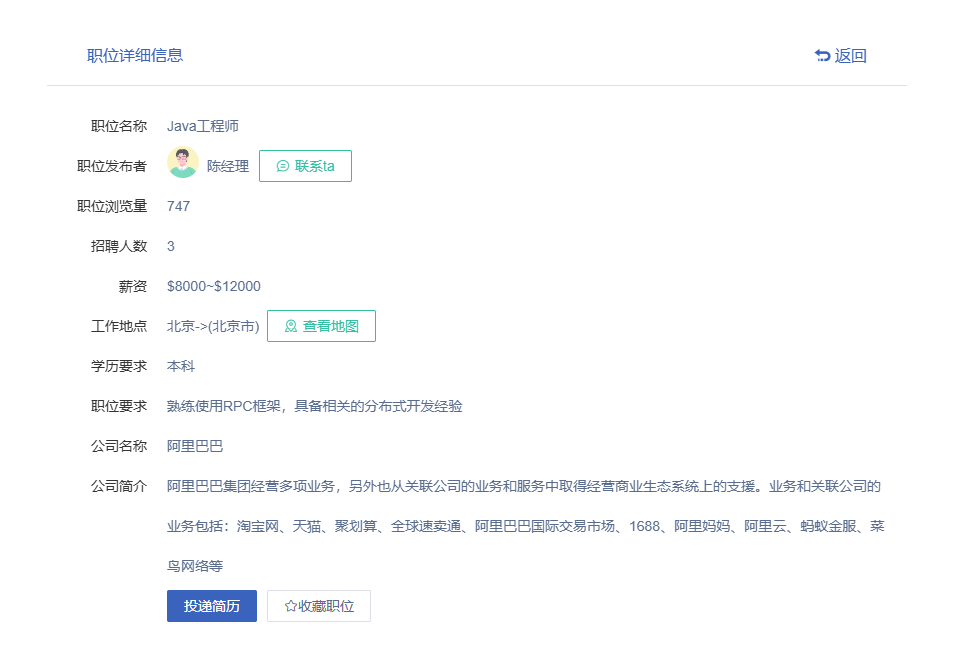 职位详细信息 返回
职位名称 Java工程师
职位发布者 陈经理 联系ta
职位浏览量 747
招聘人数 3
薪资 $8000~$12000
工作地点 北京->(北京市) 查看地图
学历要求 本科
职位要求 熟练使用RPC框架，具备相关的分布式开发经验
公司名称 阿里巴巴
公司简介 阿里巴巴集团经营多项业务，另外也从关联公司的业务和服务中取得经营商业生态系统上的支援。业务和关联公司的
业务包括：淘宝网、天猫、聚划算、全球速卖通、阿里巴巴国际交易市场、1688、阿里妈妈、阿里云、蚂蚁金服、菜
鸟网络等
投递简历 收藏职位